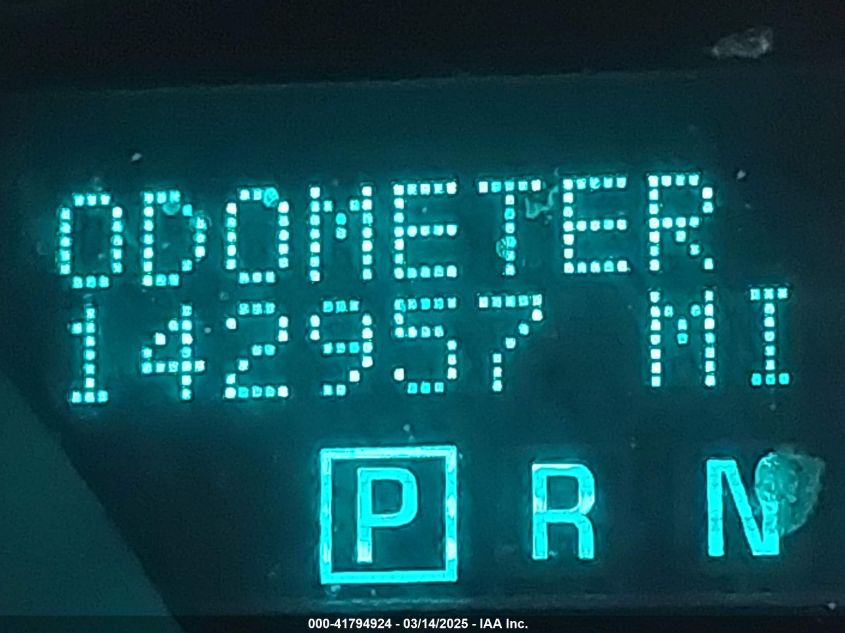 ODOMETER
142957 MI
P R N
000-41794924 - 03/14/2025 - IAA Inc.